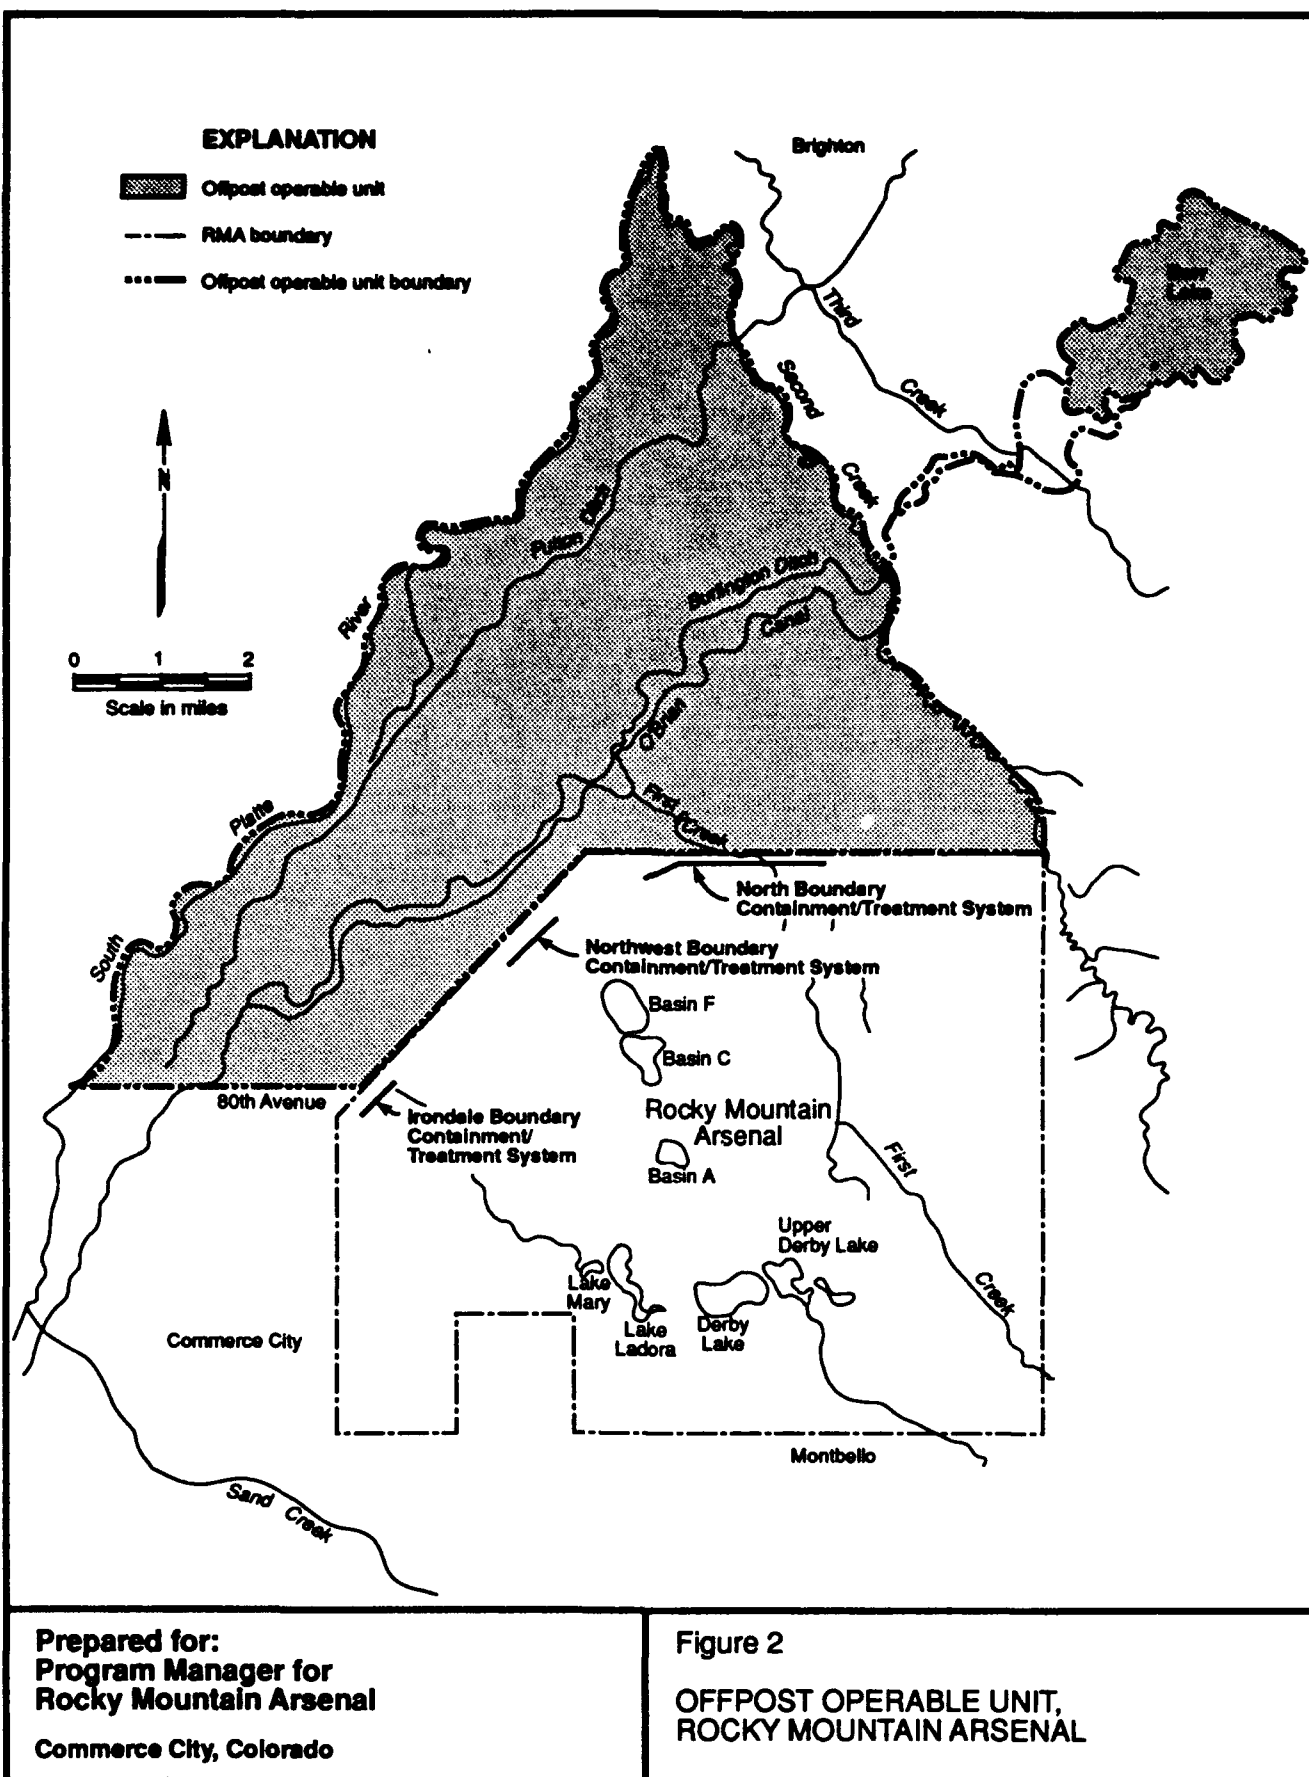 EXPLANATION
Offpost operable unit
RMA boundary
Offpost operable unit boundary
Brighton
Barr
Lake
Third
Creek
Second
Creek
N
Fulton
Ditch
Burlington Ditch
Canal
O'Brian
River
0 1 2
Scale in miles
Platte
South
First
Creek
North Boundary
Containment/Treatment System
Northwest Boundary
Containment/Treatment System
Basin F
Basin C
80th Avenue
Irondale Boundary
Containment/
Treatment System
Rocky Mountain
Arsenal
Basin A
First
Creek
Upper
Derby Lake
Lake
Mary
Lake
Ladora
Derby
Lake
Commerce City
Montbello
Sand Creek
Prepared for:
Program Manager for
Rocky Mountain Arsenal
Commerce City, Colorado
Figure 2
OFFPOST OPERABLE UNIT,
ROCKY MOUNTAIN ARSENAL